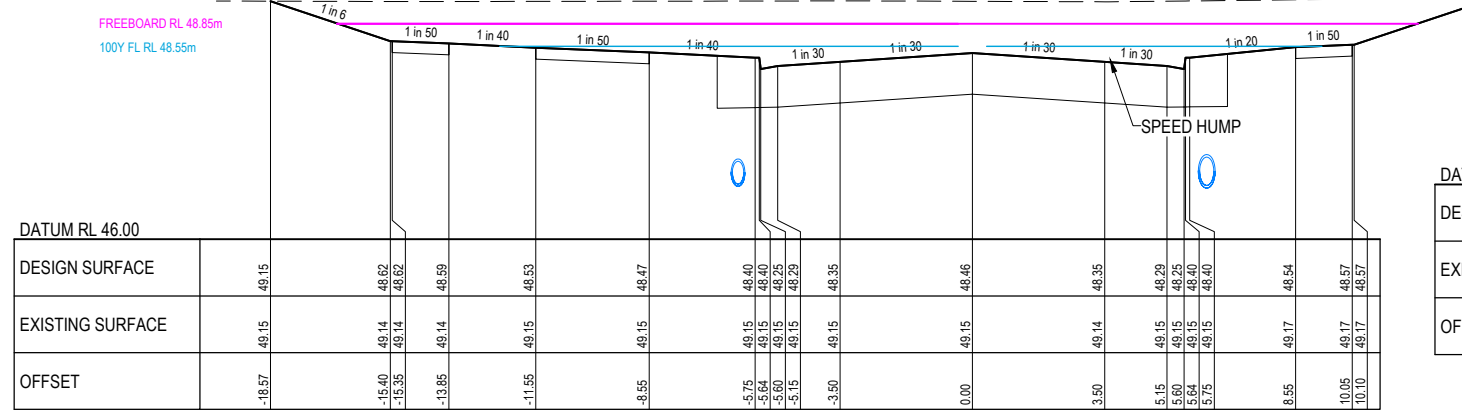 1 in 6
FREEBOARD RL 48.85m
100Y FL RL 48.55m
1 in 50
1 in 40
1 in 50
1 in 40
1 in 30
1 in 30
1 in 30
1 in 30
1 in 20
1 in 50
SPEED HUMP
DATUM RL 46.00
DESIGN SURFACE 49.15 48.62 48.62 48.59 48.53 48.47 48.40 48.40 48.25 48.29 48.35 48.46 48.35 48.29 48.25 48.40 48.40 48.54 48.57 48.57
EXISTING SURFACE 49.15 49.14 49.14 49.14 49.15 49.15 49.15 49.15 49.15 49.15 49.15 49.15 49.14 49.15 49.15 49.15 49.15 49.17 49.17 49.17
OFFSET -18.57 -15.40 -15.35 -13.85 -11.55 -8.55 -5.75 -5.64 -5.60 -5.15 -3.50 0.00 3.50 5.15 5.60 5.64 5.75 8.55 10.05 10.10
DA
DE
EX
OF